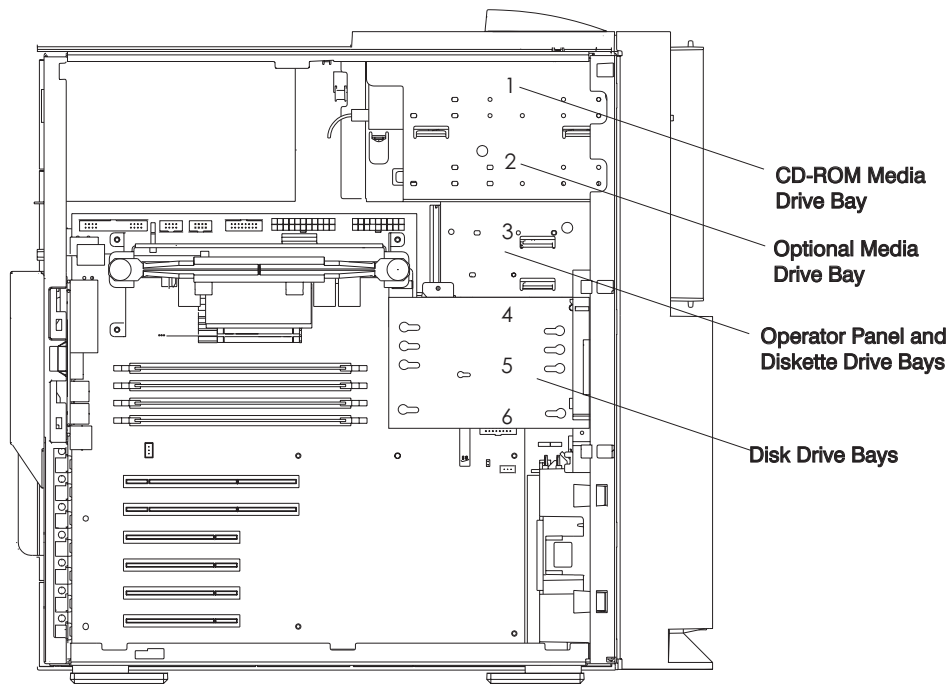 1
2
3
4
5
6
CD-ROM Media
Drive Bay
Optional Media
Drive Bay
Operator Panel and
Diskette Drive Bays
Disk Drive Bays